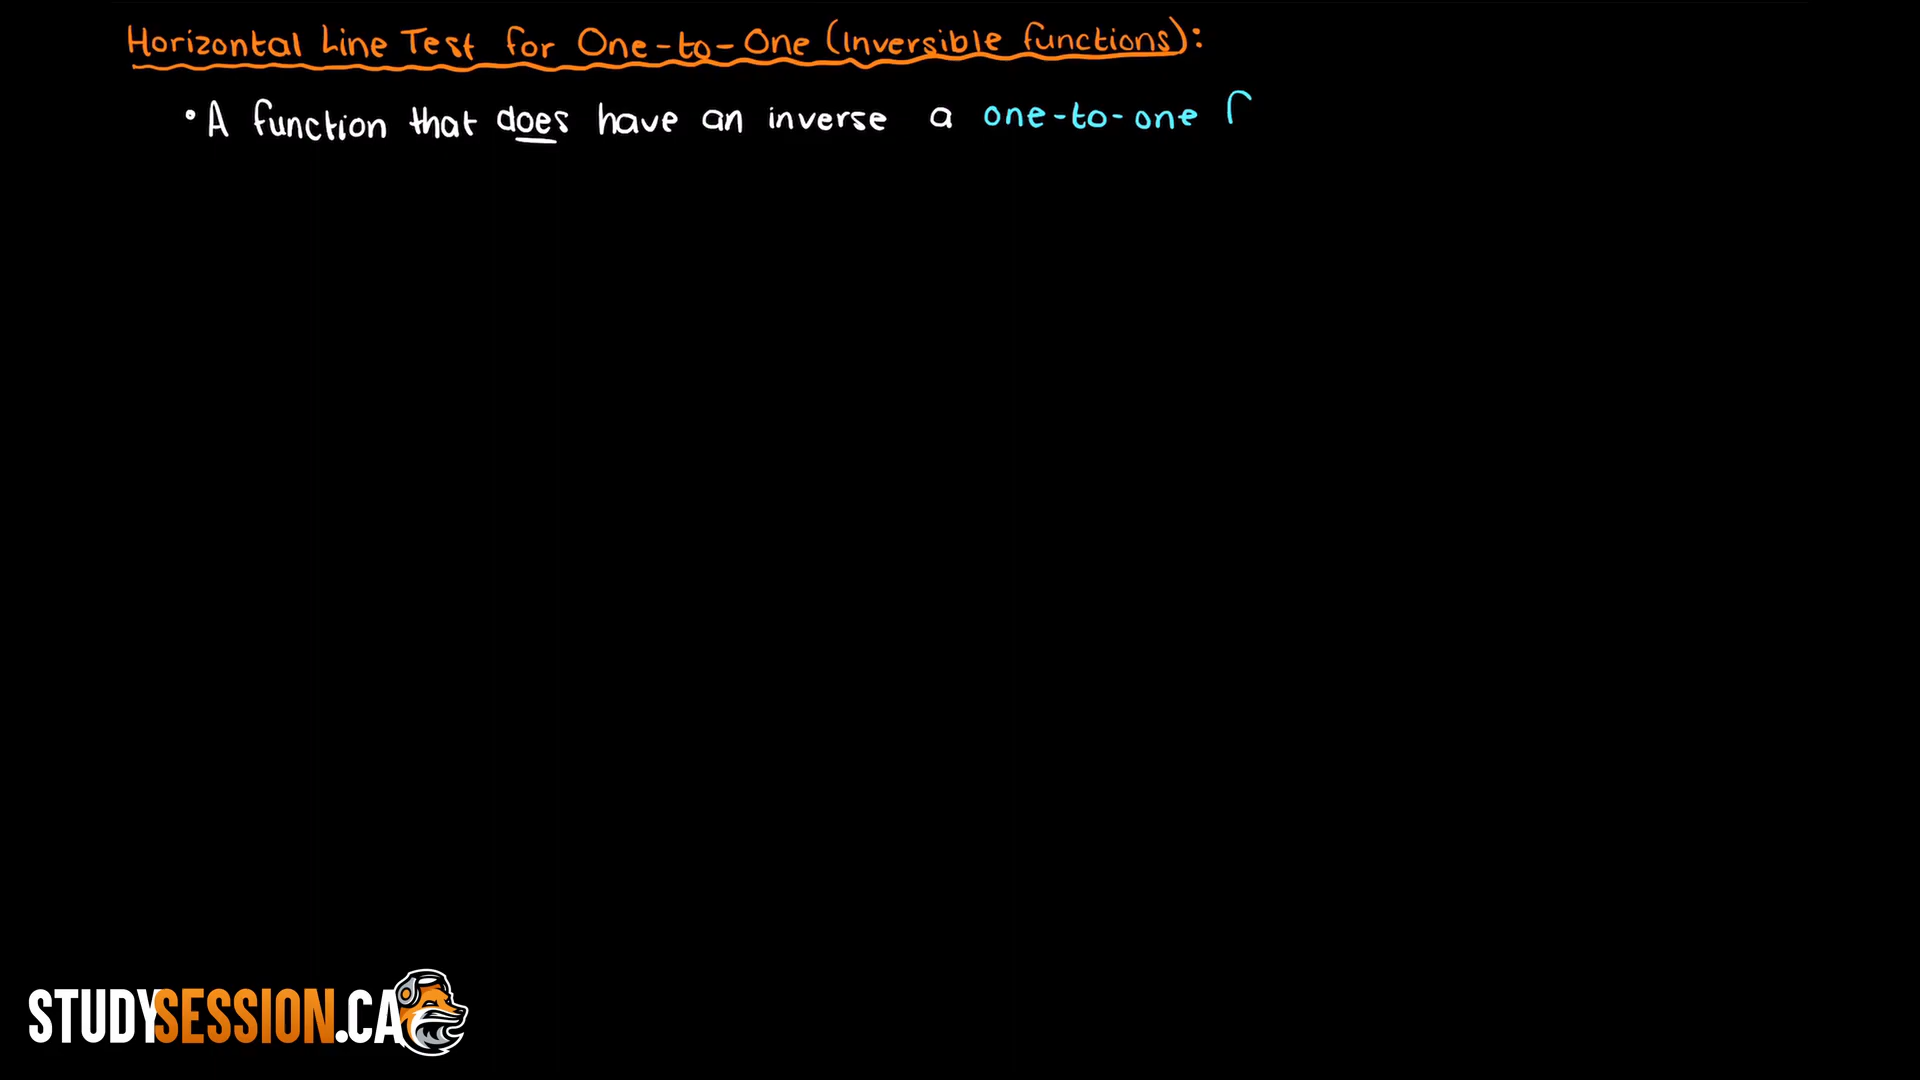 Horizontal Line Test for One-to-One (Inversible functions):
• A function that does have an inverse a one-to-one
STUDYSESSION.CA